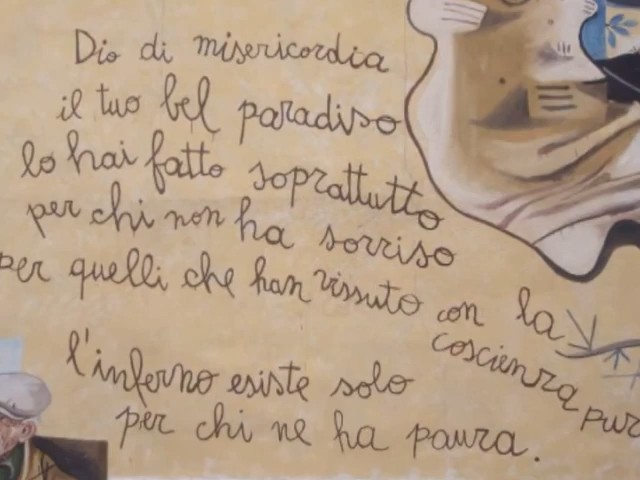 Dio di misericordia
il tuo bel paradiso
lo hai fatto soprattutto
per chi non ha sorriso
per quelli che han vissuto con la
coscienza pur
l'inferno esiste solo
per chi ne ha paura.